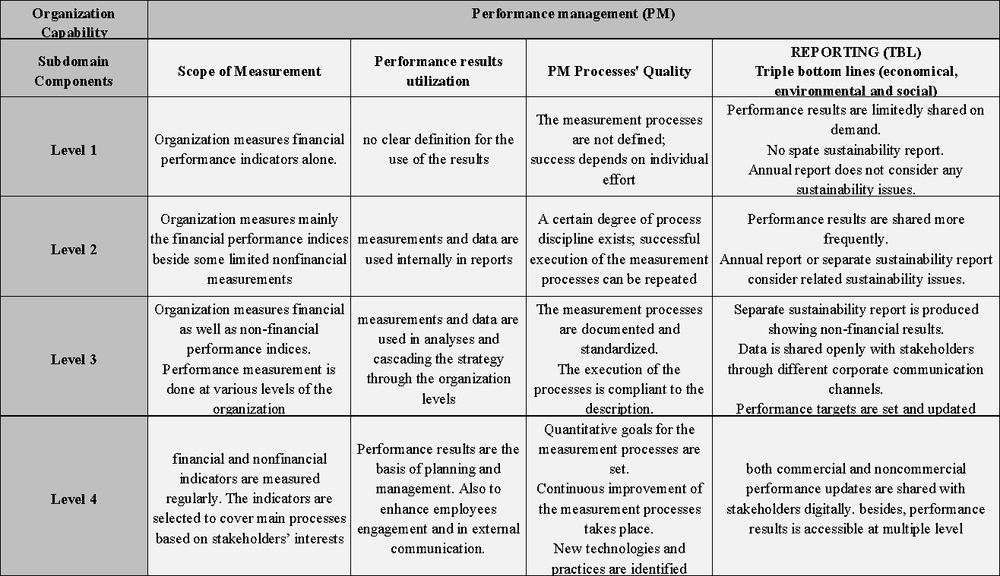 Organization
Capability
Performance management (PM)
Subdomain
Components
Scope of Measurement
Performance results
utilization
PM Processes' Quality
REPORTING (TBL)
Triple bottom lines (economical,
environmental and social)
Level 1
Organization measures financial
performance indicators alone.
no clear definition for the
use of the results
The measurement processes
are not defined;
success depends on individual
effort
Performance results are limitedly shared on
demand.
No spate sustainability report.
Annual report does not consider any
sustainability issues.
Level 2
Organization measures mainly
the financial performance indices
beside some limited nonfinancial
measurements
measurements and data are
used internally in reports
A certain degree of process
discipline exists; successful
execution of the measurement
processes can be repeated
Performance results are shared more
frequently.
Annual report or separate sustainability report
consider related sustainability issues.
Level 3
Organization measures financial
as well as non-financial
performance indices.
Performance measurement is
done at various levels of the
organization
measurements and data are
used in analyses and
cascading the strategy
through the organization
levels
The measurement processes
are documented and
standardized.
The execution of the
processes is compliant to the
description.
Separate sustainability report is produced
showing non-financial results.
Data is shared openly with stakeholders
through different corporate communication
channels.
Performance targets are set and updated
Level 4
financial and nonfinancial
indicators are measured
regularly. The indicators are
selected to cover main processes
based on stakeholders’ interests
Performance results are the
basis of planning and
management. Also to
enhance employees
engagement and in external
communication.
Quantitative goals for the
measurement processes are
set.
Continuous improvement of
the measurement processes
takes place.
New technologies and
practices are identified
both commercial and noncommercial
performance updates are shared with
stakeholders digitally. besides, performance
results is accessible at multiple level